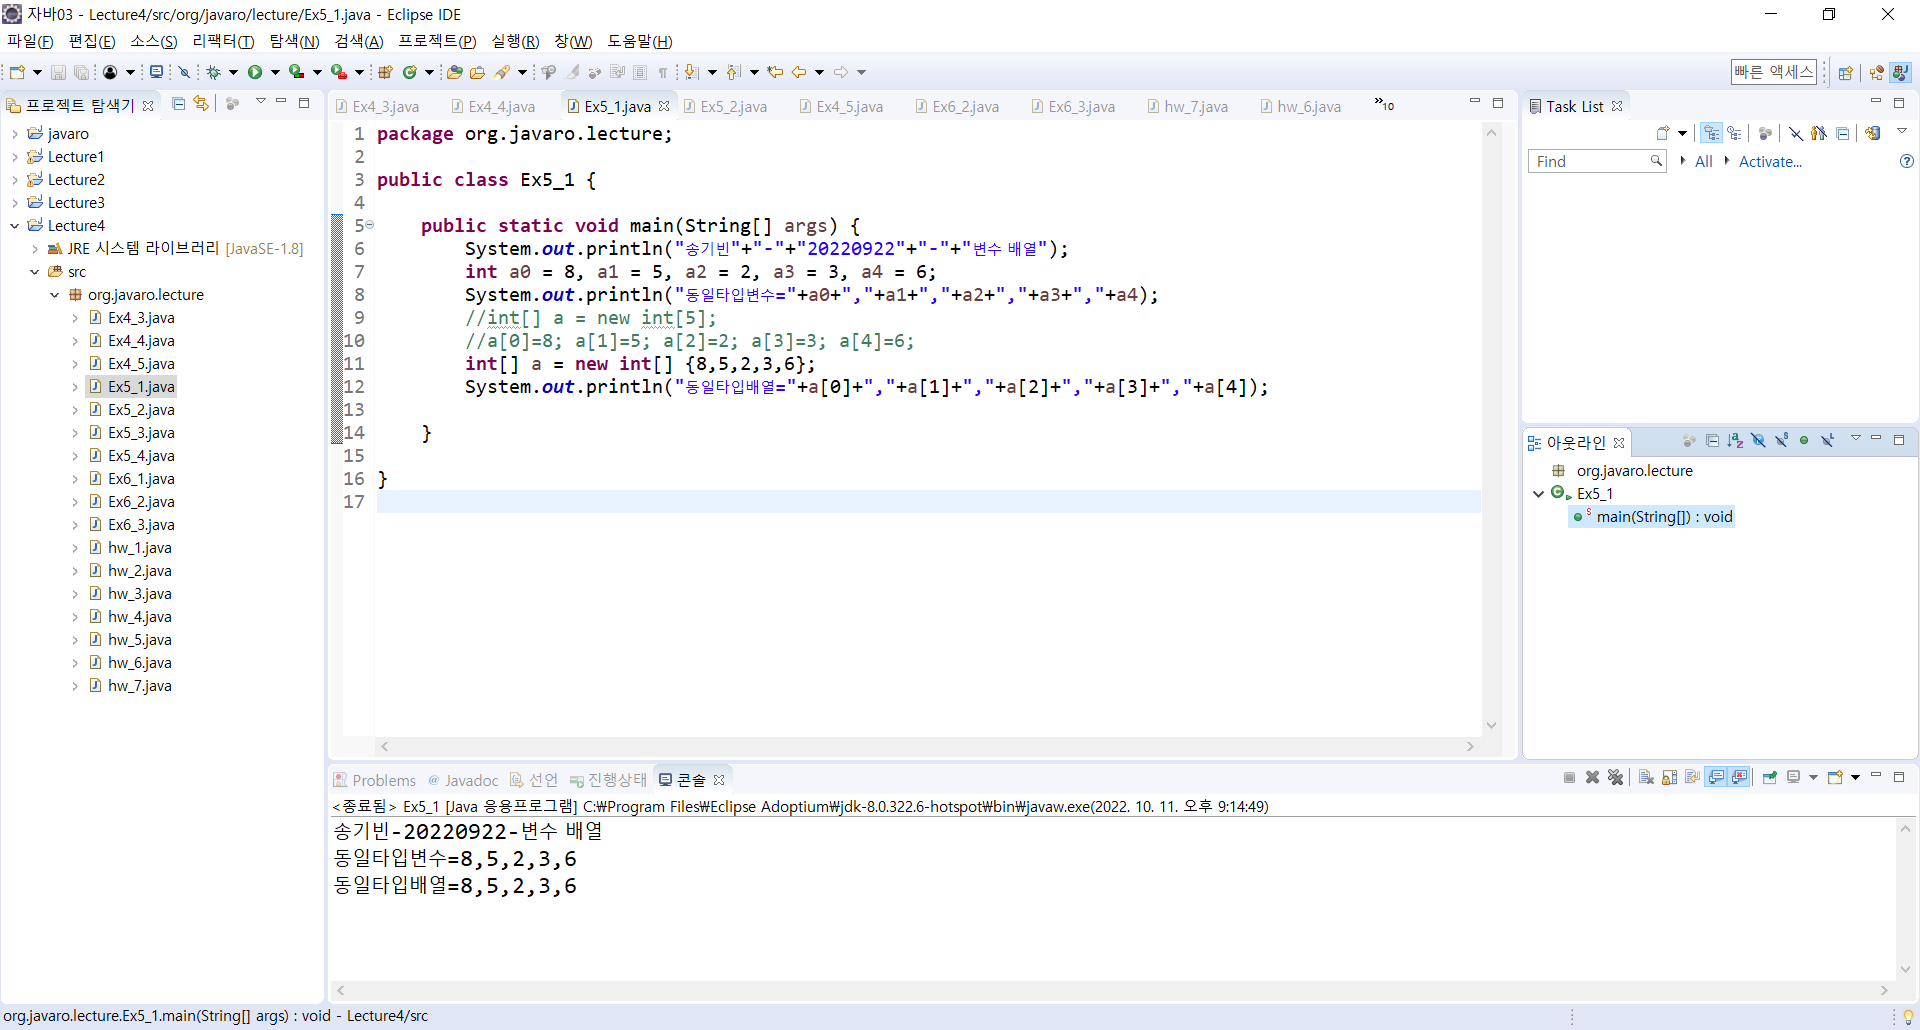 자바03 - Lecture4/src/org/javaro/lecture/Ex5_1.java - Eclipse IDE
파일(F) 편집(E) 소스(S) 리팩터(T) 탐색(N) 검색(A) 프로젝트(P) 실행(R) 창(W) 도움말(H)
빠른 액세스
프로젝트 탐색기
javaro
Lecture1
Lecture2
Lecture3
Lecture4
JRE 시스템 라이브러리 [JavaSE-1.8]
src
org.javaro.lecture
Ex4_3.java
Ex4_4.java
Ex4_5.java
Ex5_1.java
Ex5_2.java
Ex5_3.java
Ex5_4.java
Ex6_1.java
Ex6_2.java
Ex6_3.java
hw_1.java
hw_2.java
hw_3.java
hw_4.java
hw_5.java
hw_6.java
hw_7.java
Ex4_3.java Ex4_4.java Ex5_1.java Ex5_2.java Ex4_5.java Ex6_2.java Ex6_3.java hw_7.java hw_6.java »10
1 package org.javaro.lecture;
2
3 public class Ex5_1 {
4
5 public static void main(String[] args) {
6 System.out.println("송기빈"+"-"+"20220922"+"-"+"변수 배열");
7 int a0 = 8, a1 = 5, a2 = 2, a3 = 3, a4 = 6;
8 System.out.println("동일타입변수="+a0+","+a1+","+a2+","+a3+","+a4);
9 //int[] a = new int[5];
10 //a[0]=8; a[1]=5; a[2]=2; a[3]=3; a[4]=6;
11 int[] a = new int[] {8,5,2,3,6};
12 System.out.println("동일타입배열="+a[0]+","+a[1]+","+a[2]+","+a[3]+","+a[4]);
13
14 }
15
16 }
17
Task List
Find All Activate...
아웃라인
org.javaro.lecture
Ex5_1
main(String[]) : void
Problems @ Javadoc 선언 진행상태 콘솔
<종료됨> Ex5_1 [Java 응용프로그램] C:₩Program Files₩Eclipse Adoptium₩jdk-8.0.322.6-hotspot₩bin₩javaw.exe(2022. 10. 11. 오후 9:14:49)
송기빈-20220922-변수 배열
동일타입변수=8,5,2,3,6
동일타입배열=8,5,2,3,6
org.javaro.lecture.Ex5_1.main(String[] args) : void - Lecture4/src